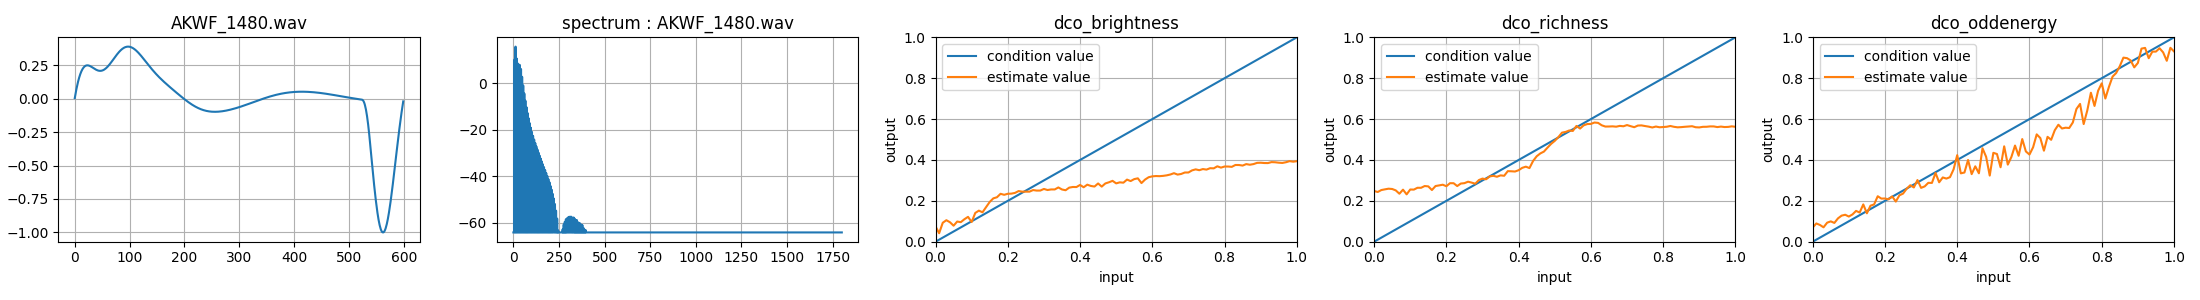 AKWF_1480.wav
0.25
0.00
−0.25
−0.50
−0.75
−1.00
0 100 200 300 400 500 600
spectrum : AKWF_1480.wav
0
−20
−40
−60
0 250 500 750 1000 1250 1500 1750
dco_brightness
condition value
estimate value
output
1.0
0.8
0.6
0.4
0.2
0.0
0.0 0.2 0.4 0.6 0.8 1.0
input
dco_richness
condition value
estimate value
output
1.0
0.8
0.6
0.4
0.2
0.0
0.0 0.2 0.4 0.6 0.8 1.0
input
dco_oddenergy
condition value
estimate value
output
1.0
0.8
0.6
0.4
0.2
0.0
0.0 0.2 0.4 0.6 0.8 1.0
input